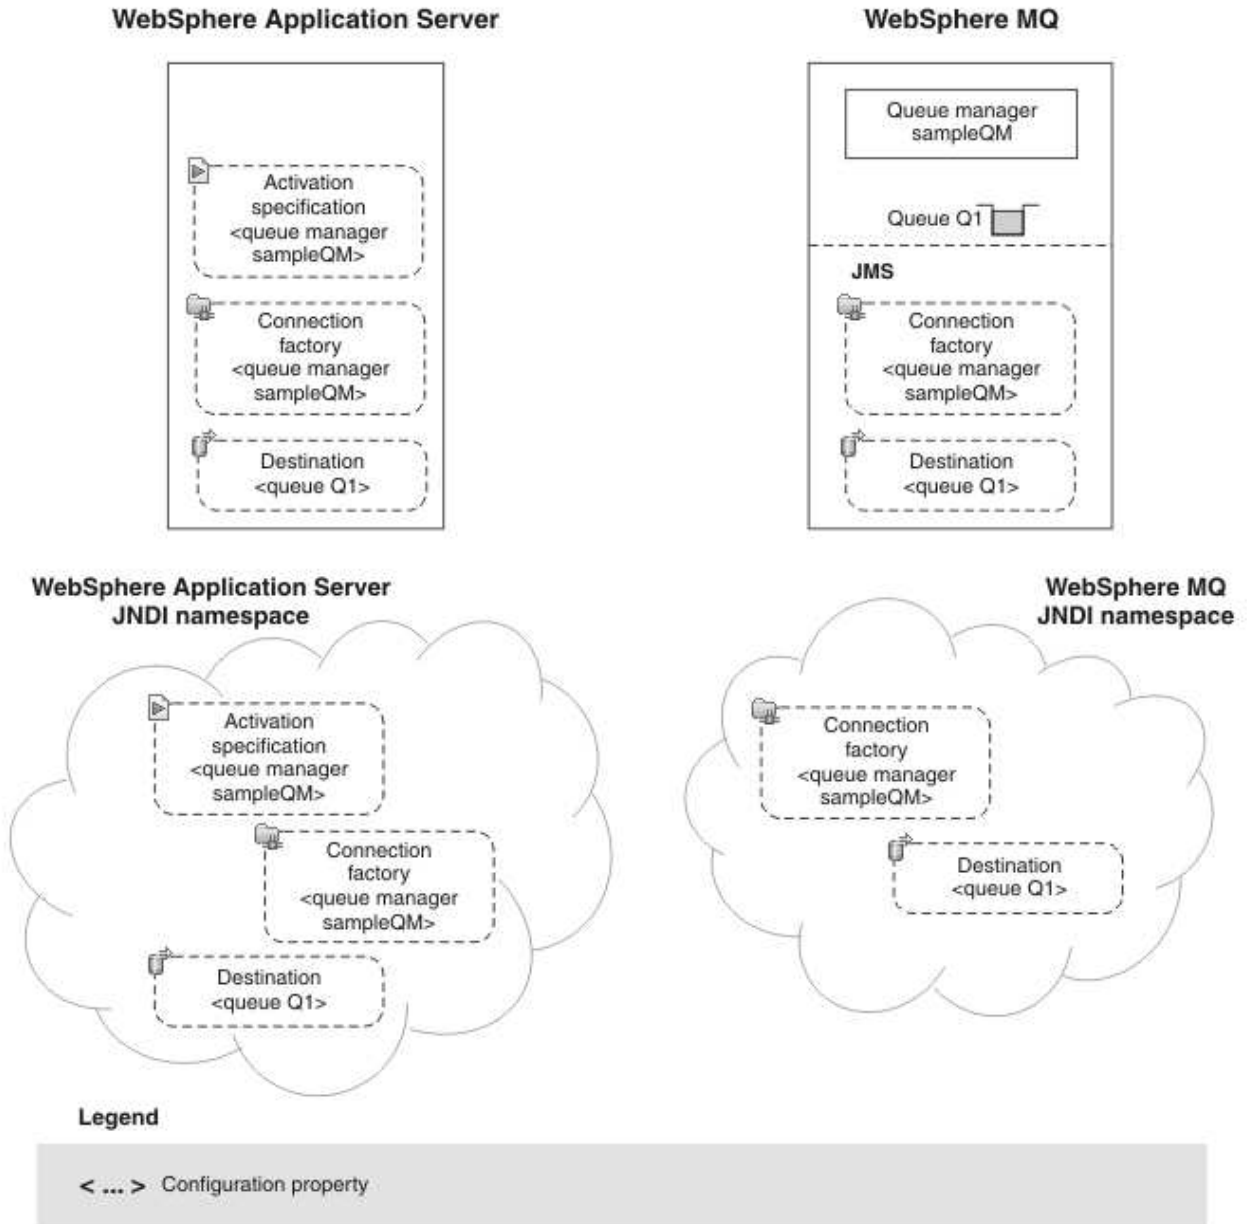 WebSphere Application Server
Activation
specification
<queue manager
sampleQM>
Connection
factory
<queue manager
sampleQM>
Destination
<queue Q1>
WebSphere MQ
Queue manager
sampleQM
Queue Q1
JMS
Connection
factory
<queue manager
sampleQM>
Destination
<queue Q1>
WebSphere Application Server
JNDI namespace
Activation
specification
<queue manager
sampleQM>
Connection
factory
<queue manager
sampleQM>
Destination
<queue Q1>
WebSphere MQ
JNDI namespace
Connection
factory
<queue manager
sampleQM>
Destination
<queue Q1>
Legend
< ... > Configuration property